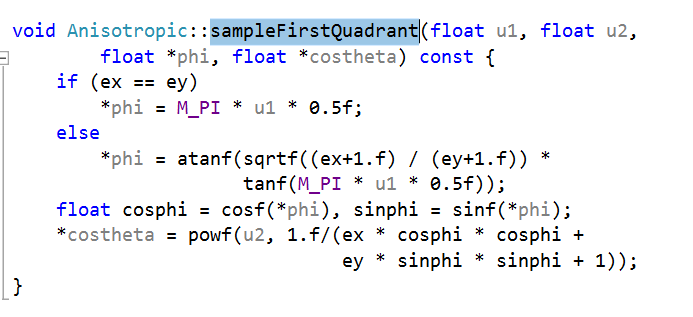 void Anisotropic::sampleFirstQuadrant(float u1, float u2,
        float *phi, float *costheta) const {
    if (ex == ey)
        *phi = M_PI * u1 * 0.5f;
    else
        *phi = atanf(sqrtf((ex+1.f) / (ey+1.f)) *
                     tanf(M_PI * u1 * 0.5f));
    float cosphi = cosf(*phi), sinphi = sinf(*phi);
    *costheta = powf(u2, 1.f/(ex * cosphi * cosphi +
                              ey * sinphi * sinphi + 1));
}